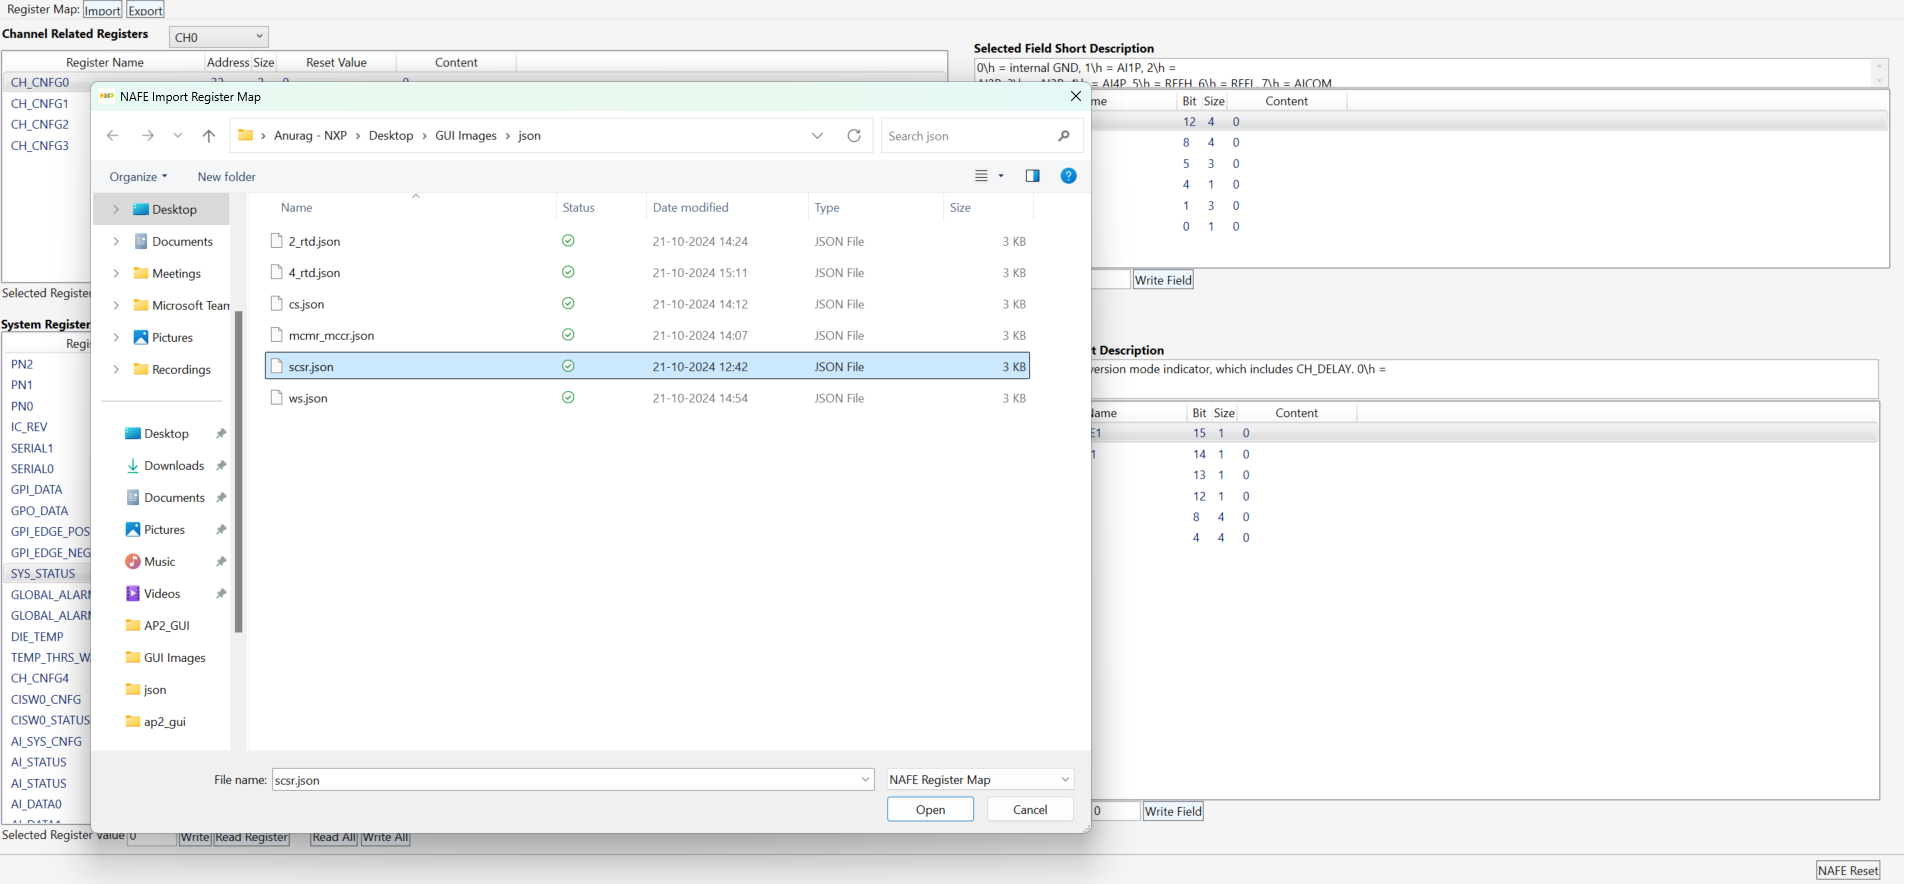 Register Map: Import Export
Channel Related Registers CH0
Register Name Address Size Reset Value Content
CH_CNFG0
CH_CNFG1
CH_CNFG2
CH_CNFG3
Selected Register
System Register
PN2
PN1
PN0
IC_REV
SERIAL1
SERIAL0
GPI_DATA
GPO_DATA
GPI_EDGE_POS
GPI_EDGE_NEG
SYS_STATUS
GLOBAL_ALAR
GLOBAL_ALAR
DIE_TEMP
TEMP_THRS_W
CH_CNFG4
CISW0_CNFG
CISW0_STATUS
AI_SYS_CNFG
AI_STATUS
AI_STATUS
AI_DATA0
Selected Register Value 0 Write Read Register Read All Write All
NAFE Import Register Map
Anurag - NXP > Desktop > GUI Images > json
Search json
Organize New folder
Desktop
Documents
Meetings
Microsoft Team
Pictures
Recordings
Desktop
Downloads
Documents
Pictures
Music
Videos
AP2_GUI
GUI Images
json
ap2_gui
Name Status Date modified Type Size
2_rtd.json 21-10-2024 14:24 JSON File 3 KB
4_rtd.json 21-10-2024 15:11 JSON File 3 KB
cs.json 21-10-2024 14:12 JSON File 3 KB
mcmr_mccr.json 21-10-2024 14:07 JSON File 3 KB
scsr.json 21-10-2024 12:42 JSON File 3 KB
ws.json 21-10-2024 14:54 JSON File 3 KB
File name: scsr.json NAFE Register Map
Open Cancel
Selected Field Short Description
0\h = internal GND, 1\h = AI1P, 2\h =
= AI4P, 5\h = REFH, 6\h = REFL, 7\h = AICOM
me Bit Size Content
12 4 0
8 4 0
5 3 0
4 1 0
1 3 0
0 1 0
Write Field
t Description
version mode indicator, which includes CH_DELAY. 0\h =
Name Bit Size Content
E1 15 1 0
1 14 1 0
13 1 0
12 1 0
8 4 0
4 4 0
0 Write Field
NAFE Reset